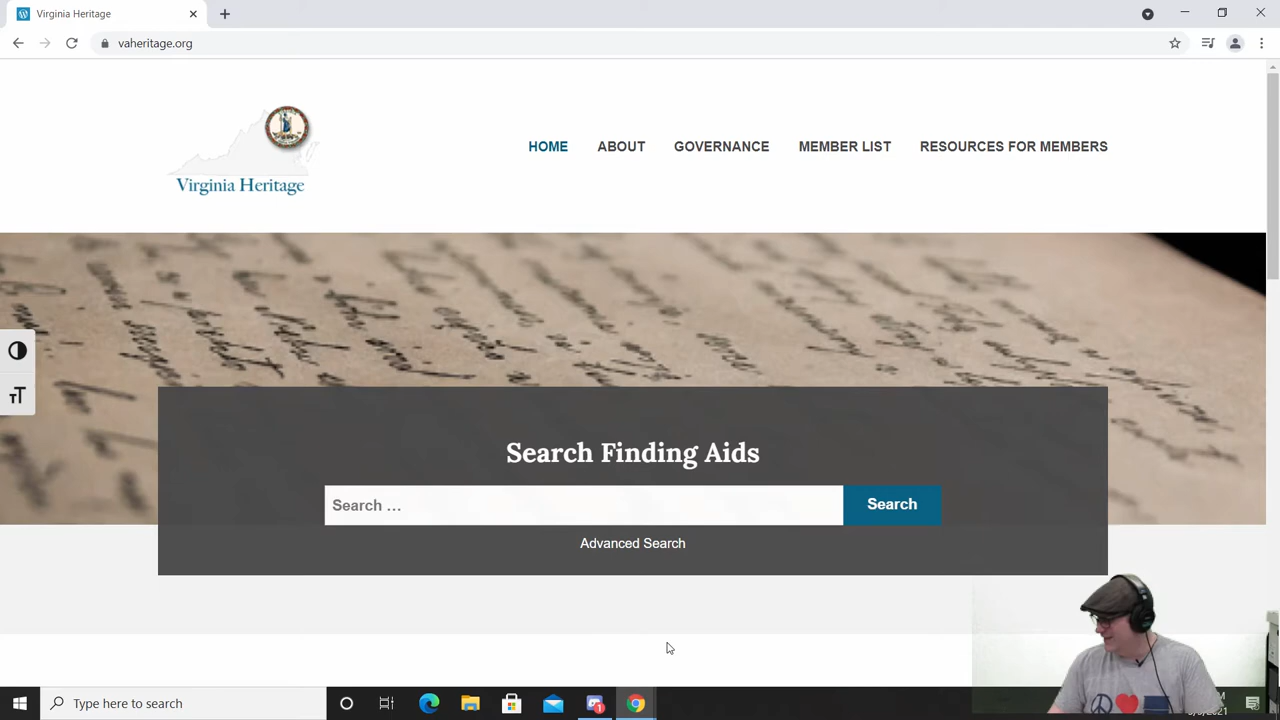 Virginia Heritage
vaheritage.org
Virginia Heritage
HOME ABOUT GOVERNANCE MEMBER LIST RESOURCES FOR MEMBERS
Search Finding Aids
Search …
Search
Advanced Search
Type here to search